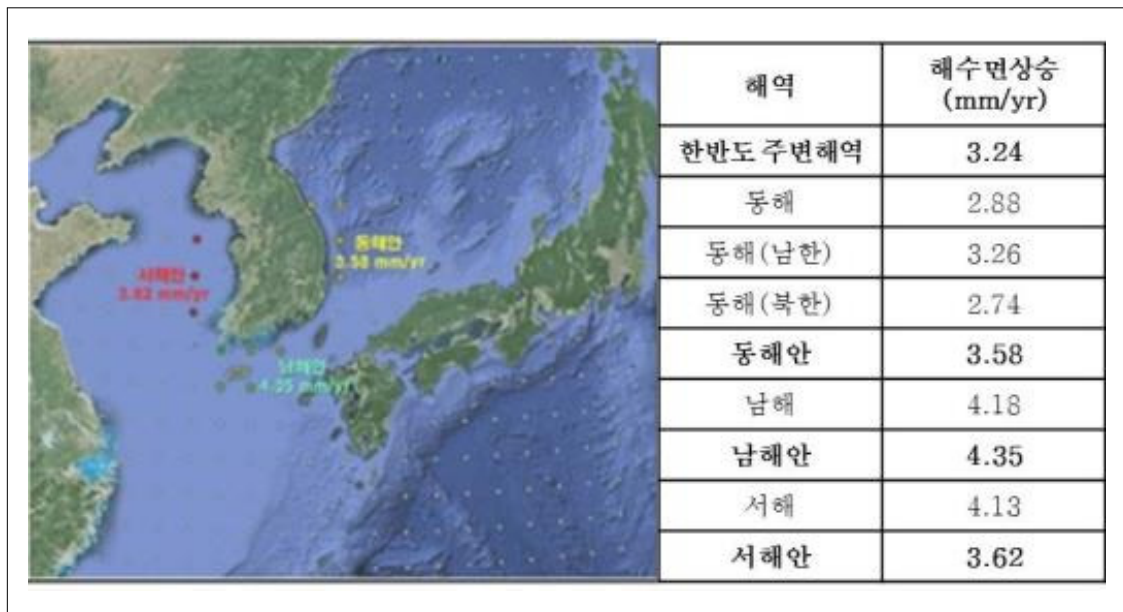 동해안
3.58 mm/yr
서해안
3.62 mm/yr
남해안
4.35 mm/yr
해역 해수면상승
(mm/yr)
한반도 주변해역 3.24
동해 2.88
동해(남한) 3.26
동해(북한) 2.74
동해안 3.58
남해 4.18
남해안 4.35
서해 4.13
서해안 3.62